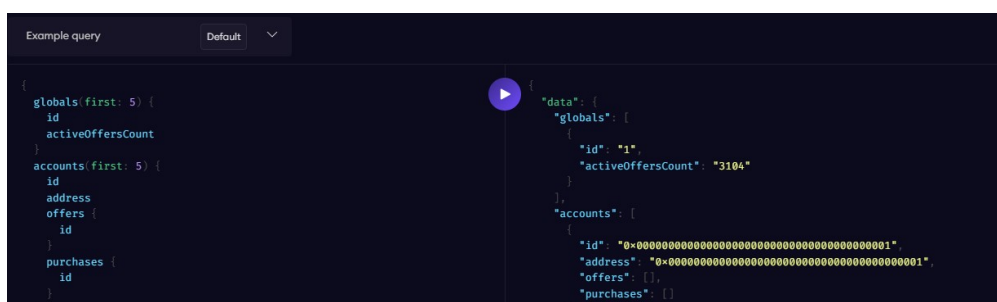 Example query
Default
{
globals(first: 5) {
id
activeOffersCount
}
accounts(first: 5) {
id
address
offers {
id
}
purchases {
id
}
{
"data": {
"globals": [
{
"id": "1",
"activeOffersCount": "3104"
}
],
"accounts": [
{
"id": "0x0000000000000000000000000000000000000001",
"address": "0x0000000000000000000000000000000000000001",
"offers": [],
"purchases": []